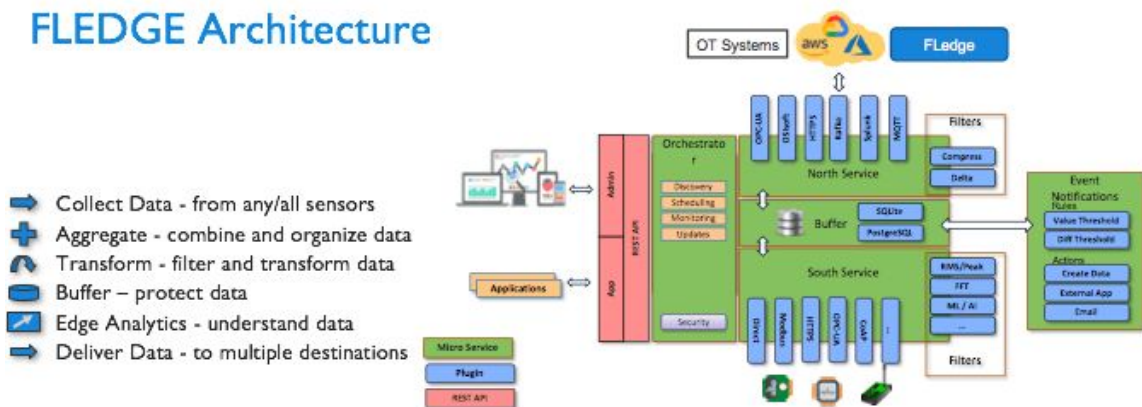 FLEDGE Architecture
Collect Data - from any/all sensors
Aggregate - combine and organize data
Transform - filter and transform data
Buffer – protect data
Edge Analytics - understand data
Deliver Data - to multiple destinations
Micro Service
Plugin
REST API
OT Systems
aws
FLedge
OPC-UA
OSIsoft
HTTPS
Kafka
Splunk
MQTT
North Service
Filters
Compress
Delta
Admin
App
REST API
Orchestrato
r
Discovery
Scheduling
Monitoring
Updates
Security
Applications
Buffer
SQLite
PostgreSQL
South Service
Direct
Modbus
HTTPS
OPC-UA
CoAP
...
RMS/Peak
FFT
ML / AI
...
Filters
Event
Notifications
Rules
Value Threshold
Diff Threshold
Actions
Create Data
External App
Email